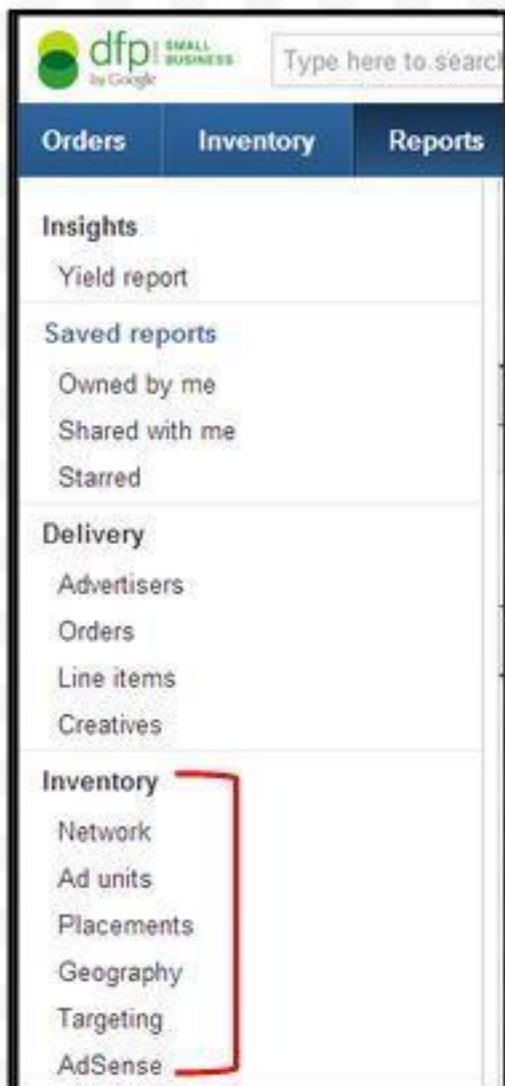 dfp SMALL BUSINESS
by Google
Type here to search
Orders Inventory Reports
Insights
Yield report
Saved reports
Owned by me
Shared with me
Starred
Delivery
Advertisers
Orders
Line items
Creatives
Inventory
Network
Ad units
Placements
Geography
Targeting
AdSense